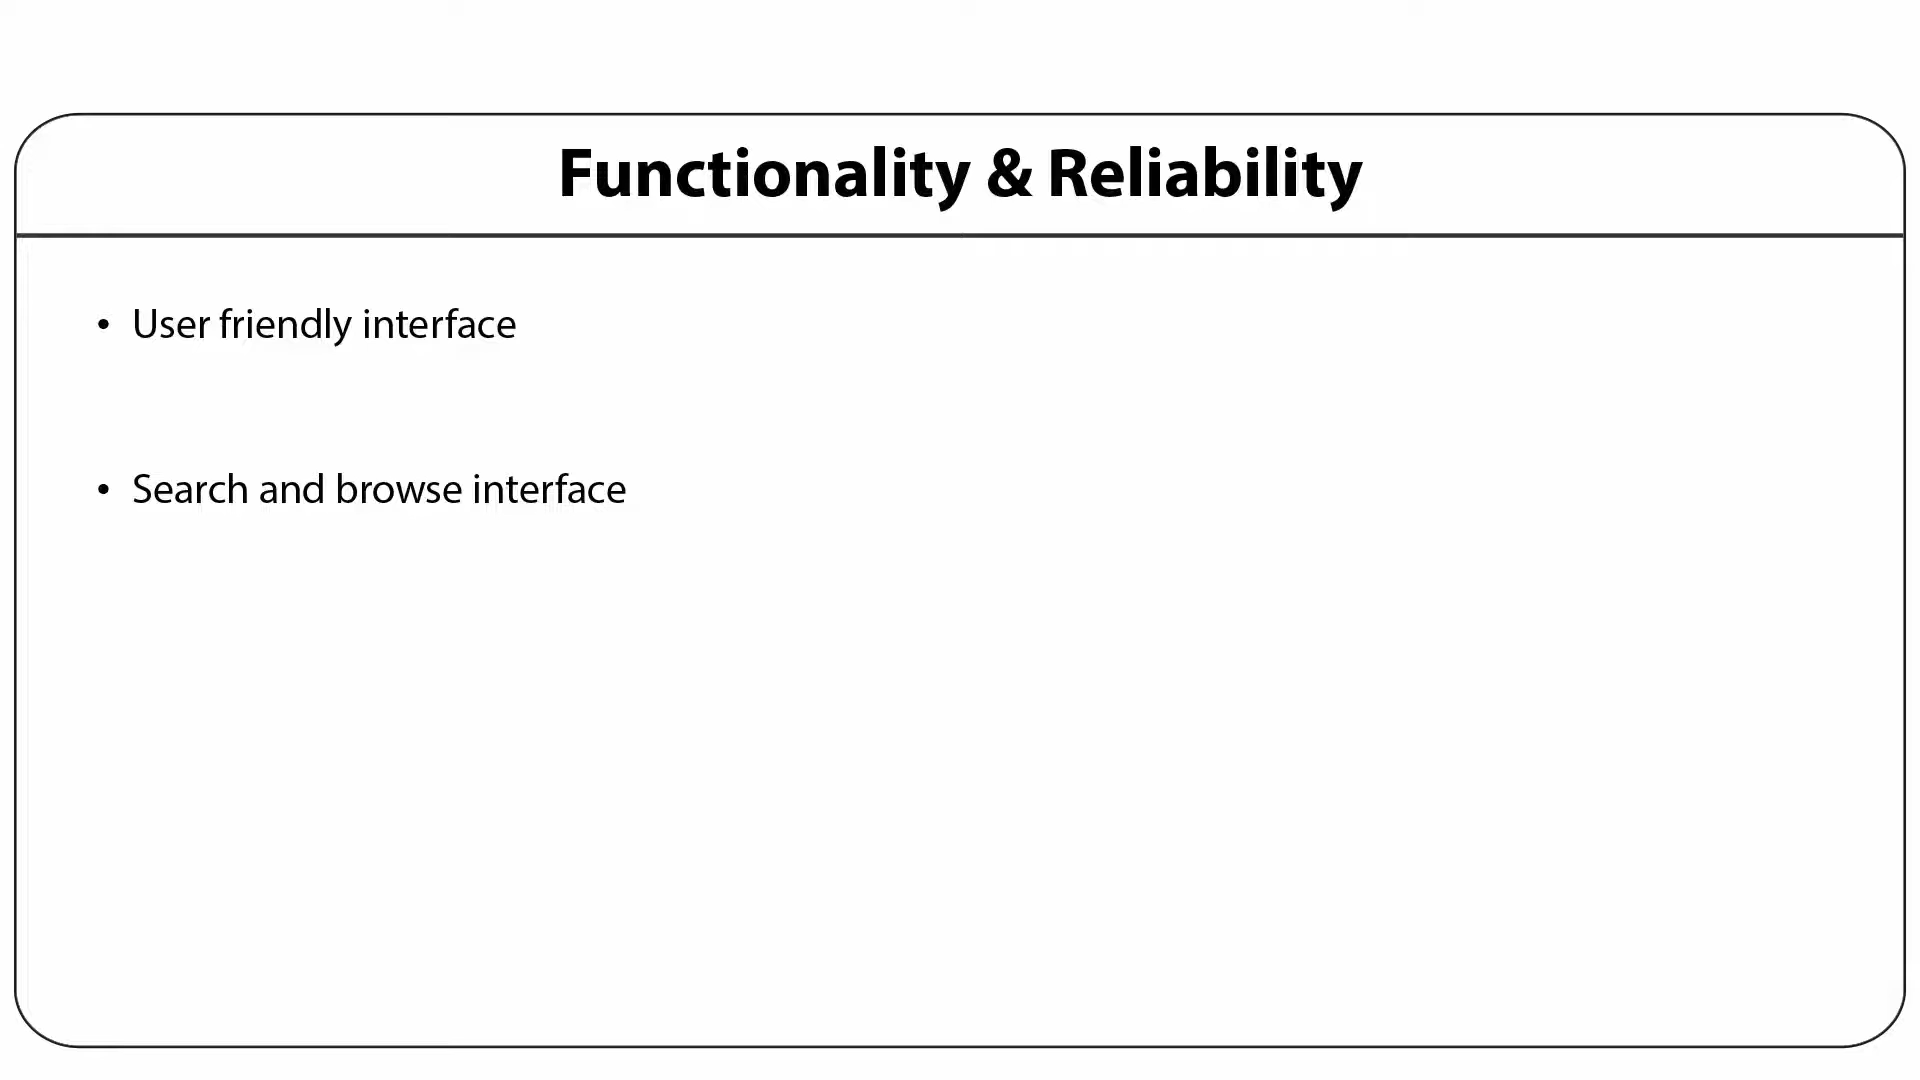 Functionality & Reliability
• User friendly interface
• Search and browse interface